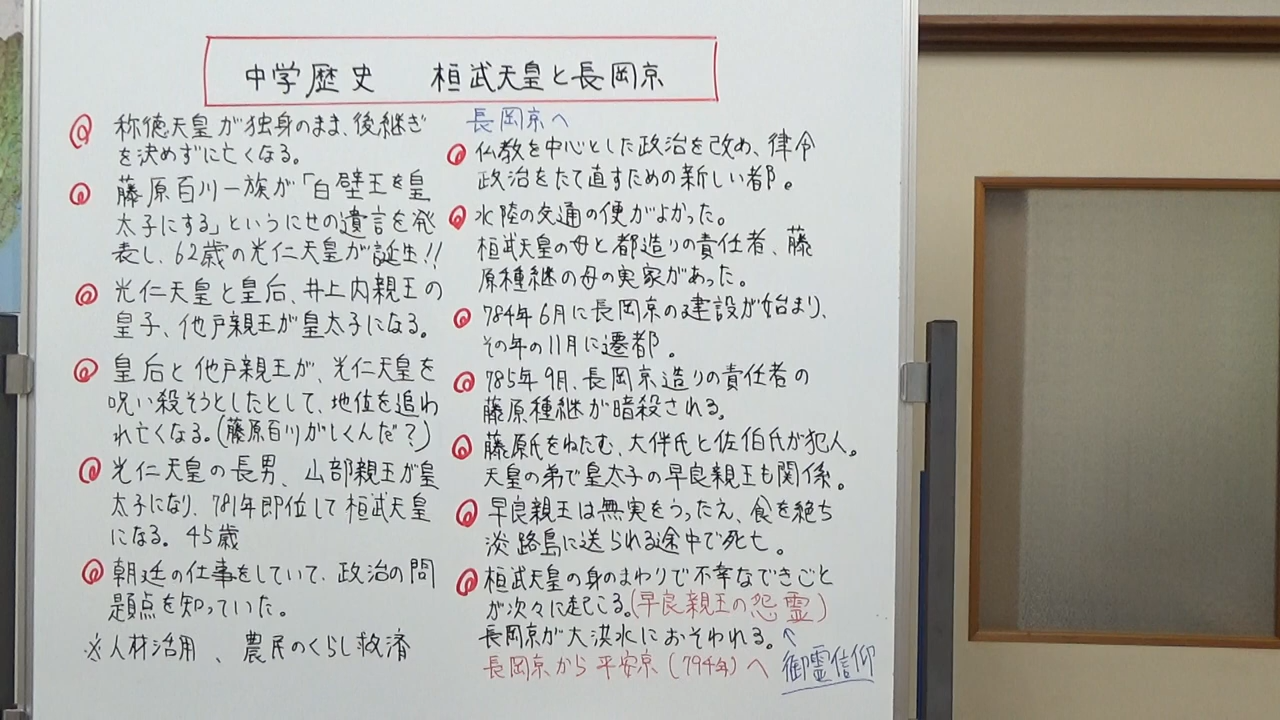 中学歴史 桓武天皇と長岡京
称徳天皇が独身のまま、後継ぎ
を決めずに亡くなる。
藤原百川一族が「白壁王を皇
太子にする」というにせの遺言を発
表し、62歳の光仁天皇が誕生!!
光仁天皇と皇后、井上内親王の
皇子、他戸親王が皇太子になる。
皇后と他戸親王が、光仁天皇を
呪い殺そうとしたとして、地位を追わ
れ亡くなる。(藤原百川がしくんだ?)
光仁天皇の長男、山部親王が皇
太子になり、781年即位して桓武天皇
になる。45歳
朝廷の仕事をしていて、政治の問
題点を知っていた。
※人材活用、農民のくらし救済
長岡京へ
仏教を中心とした政治を改め、律令
政治をたて直すための新しい都。
水陸の交通の便がよかった。
桓武天皇の母と都造りの責任者、藤
原種継の母の実家があった。
784年6月に長岡京の建設が始まり、
その年の11月に遷都。
785年9月、長岡京造りの責任者の
藤原種継が暗殺される。
藤原氏をねたむ、大伴氏と佐伯氏が犯人。
天皇の弟で皇太子の早良親王も関係。
早良親王は無実をうったえ、食を絶ち
淡路島に送られる途中で死亡。
桓武天皇の身のまわりで不幸なできごと
が次々に起こる。(早良親王の怨霊)
長岡京が大洪水におそわれる。
長岡京から平安京(794年)へ
御霊信仰